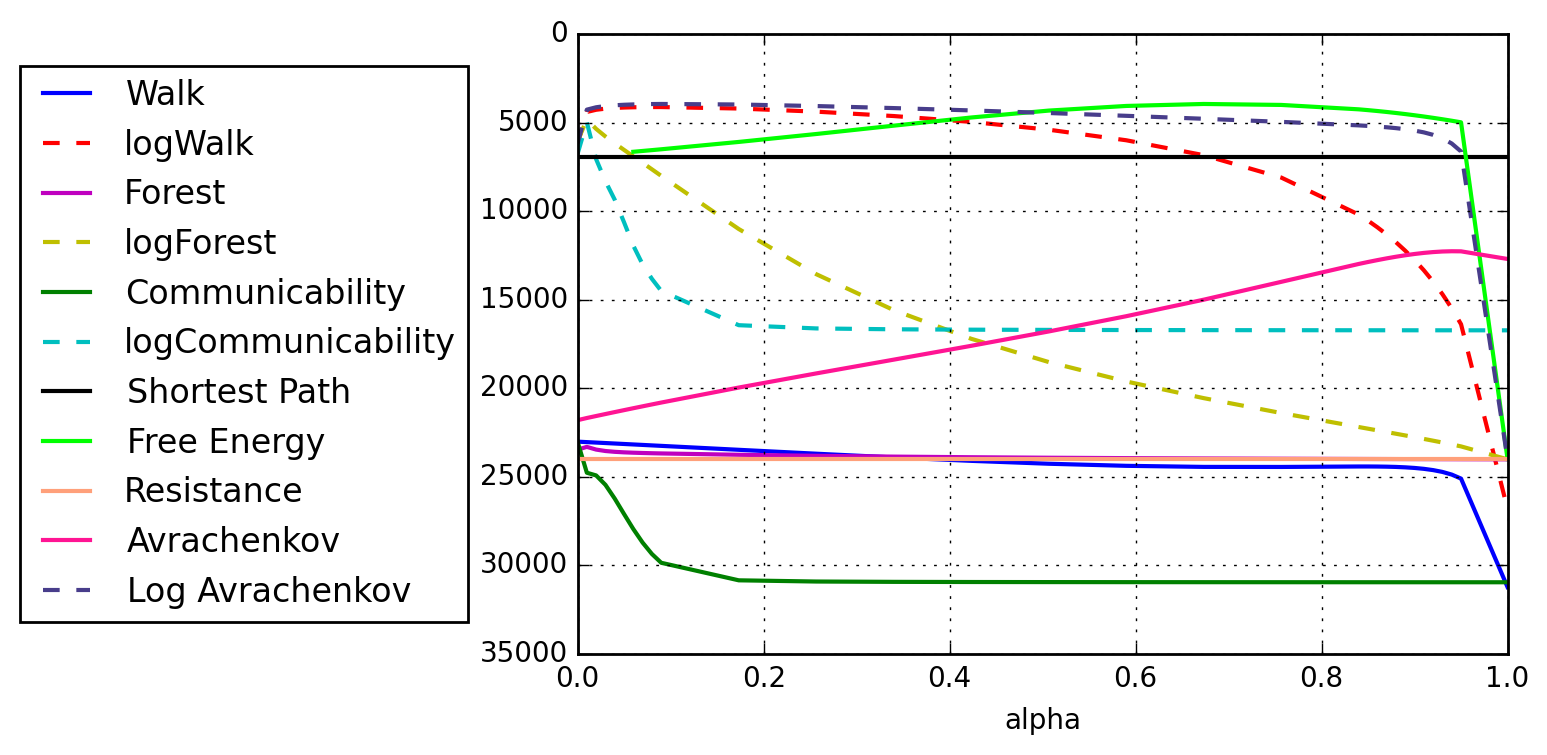 Walk
logWalk
Forest
logForest
Communicability
logCommunicability
Shortest Path
Free Energy
Resistance
Avrachenkov
Log Avrachenkov
0
5000
10000
15000
20000
25000
30000
35000
0.0 0.2 0.4 0.6 0.8 1.0
alpha